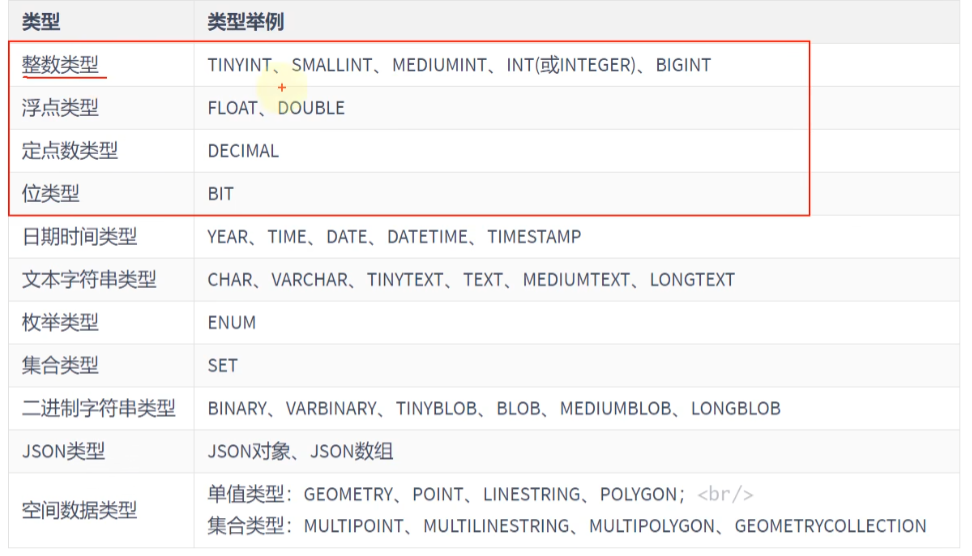 类型 类型举例
整数类型 TINYINT、SMALLINT、MEDIUMINT、INT(或INTEGER)、BIGINT
浮点类型 FLOAT、DOUBLE
定点数类型 DECIMAL
位类型 BIT
日期时间类型 YEAR、TIME、DATE、DATETIME、TIMESTAMP
文本字符串类型 CHAR、VARCHAR、TINYTEXT、TEXT、MEDIUMTEXT、LONGTEXT
枚举类型 ENUM
集合类型 SET
二进制字符串类型 BINARY、VARBINARY、TINYBLOB、BLOB、MEDIUMBLOB、LONGBLOB
JSON类型 JSON对象、JSON数组
空间数据类型 单值类型：GEOMETRY、POINT、LINESTRING、POLYGON；<br/>
集合类型：MULTIPOINT、MULTILINESTRING、MULTIPOLYGON、GEOMETRYCOLLECTION